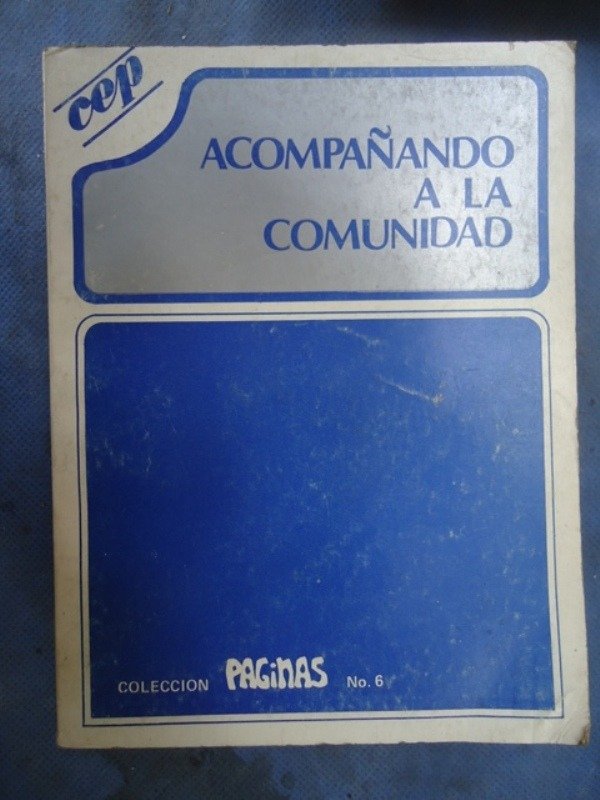 cep
ACOMPAÑANDO
A LA
COMUNIDAD
COLECCION PAGINAS No. 6